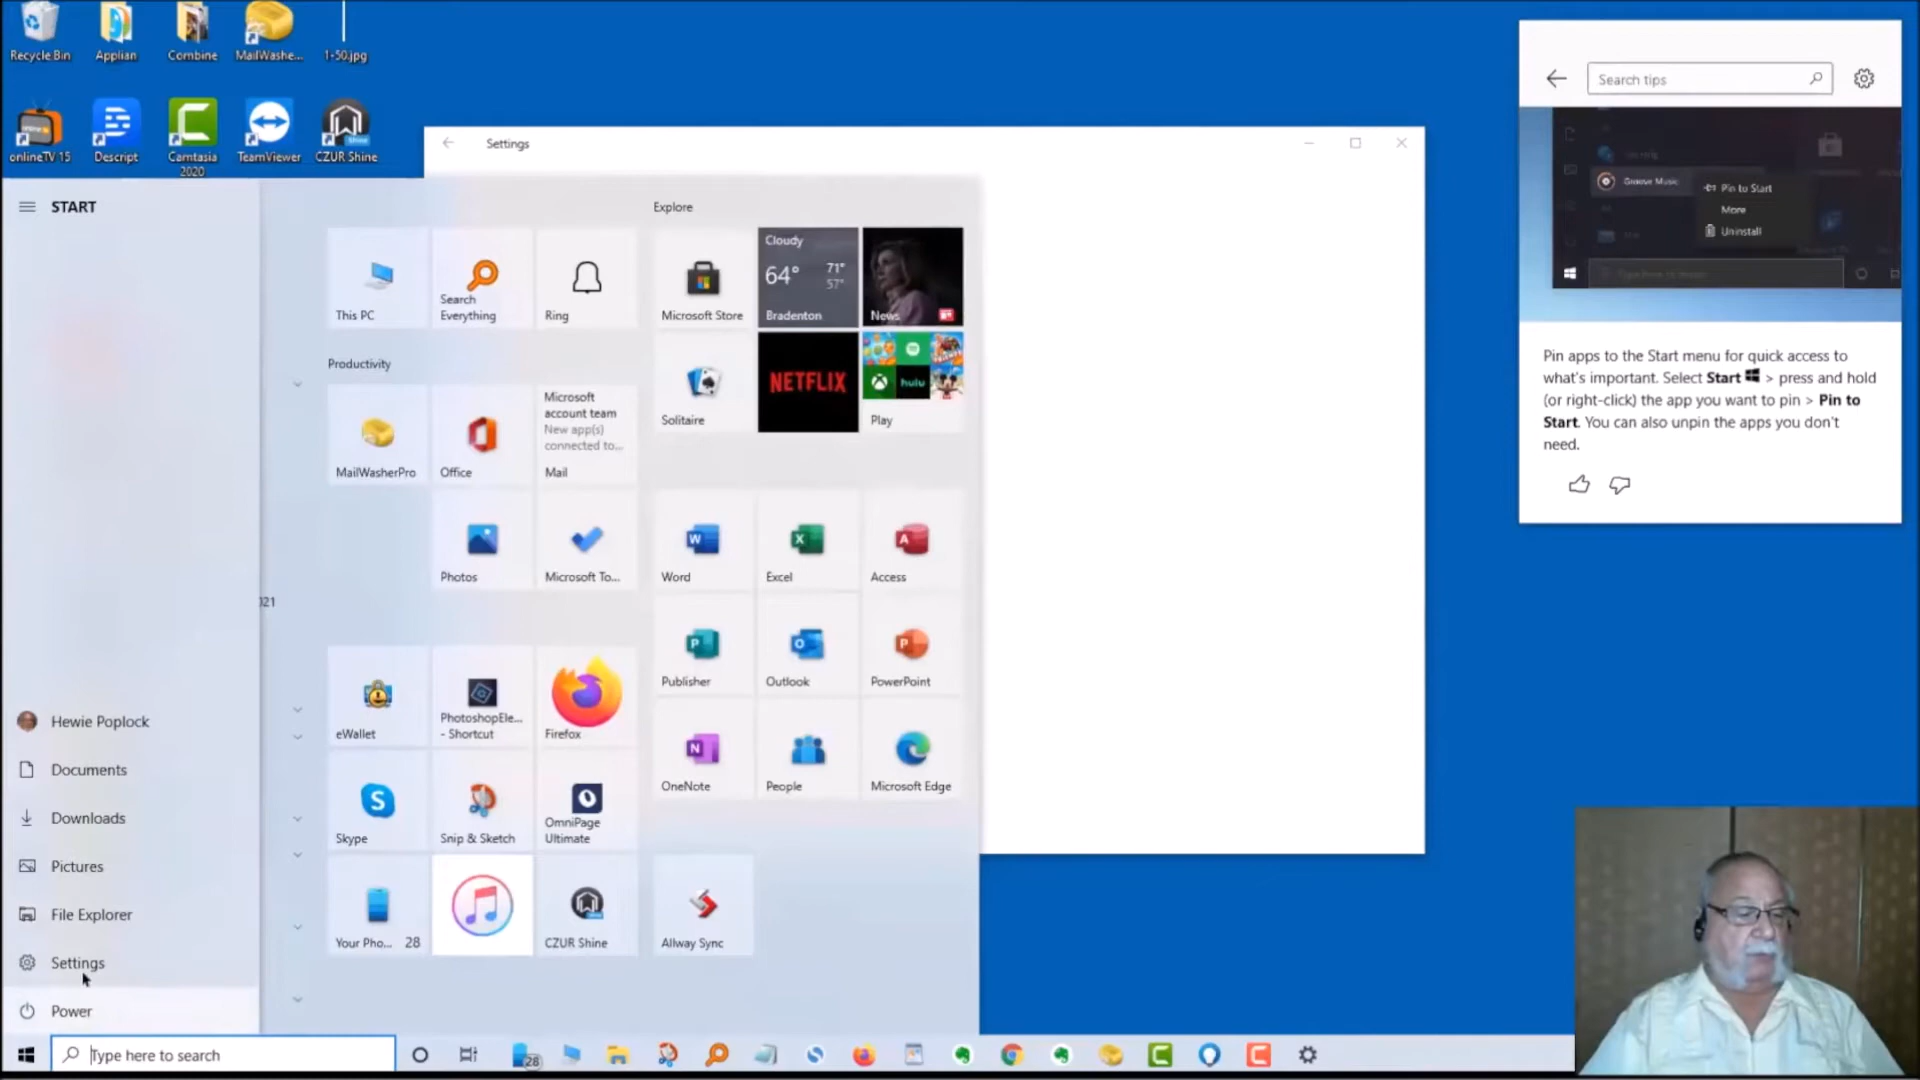 Recycle Bin
Applian
Combine
MailWashe...
1-50.jpg
onlineTV 15
Descript
Camtasia
2020
TeamViewer
CZUR Shine
Settings
START
Hewie Poplock
Documents
Downloads
Pictures
File Explorer
Settings
Power
021
This PC
Search
Everything
Ring
Productivity
MailWasherPro
Office
Microsoft
account team
New app(s)
connected to...
Mail
Photos
Microsoft To...
eWallet
PhotoshopEle...
- Shortcut
Firefox
Skype
Snip & Sketch
OmniPage
Ultimate
Your Pho... 28
CZUR Shine
Allway Sync
Explore
Microsoft Store
Cloudy
64° 71°
57°
Bradenton
News
Solitaire
NETFLIX
hulu
Play
Word
Excel
Access
Publisher
Outlook
PowerPoint
OneNote
People
Microsoft Edge
Search tips
Groove Music
Pin to Start
More
Uninstall
Pin apps to the Start menu for quick access to
what's important. Select Start > press and hold
(or right-click) the app you want to pin > Pin to
Start. You can also unpin the apps you don't
need.
Type here to search
28